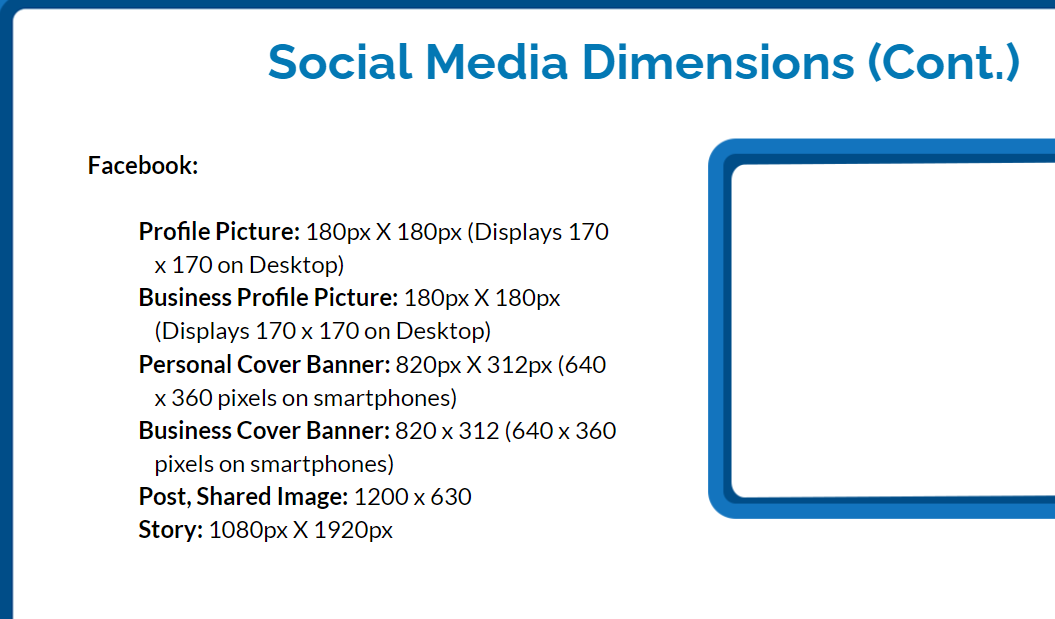 Social Media Dimensions (Cont.)
Facebook:
Profile Picture: 180px X 180px (Displays 170
x 170 on Desktop)
Business Profile Picture: 180px X 180px
(Displays 170 x 170 on Desktop)
Personal Cover Banner: 820px X 312px (640
x 360 pixels on smartphones)
Business Cover Banner: 820 x 312 (640 x 360
pixels on smartphones)
Post, Shared Image: 1200 x 630
Story: 1080px X 1920px